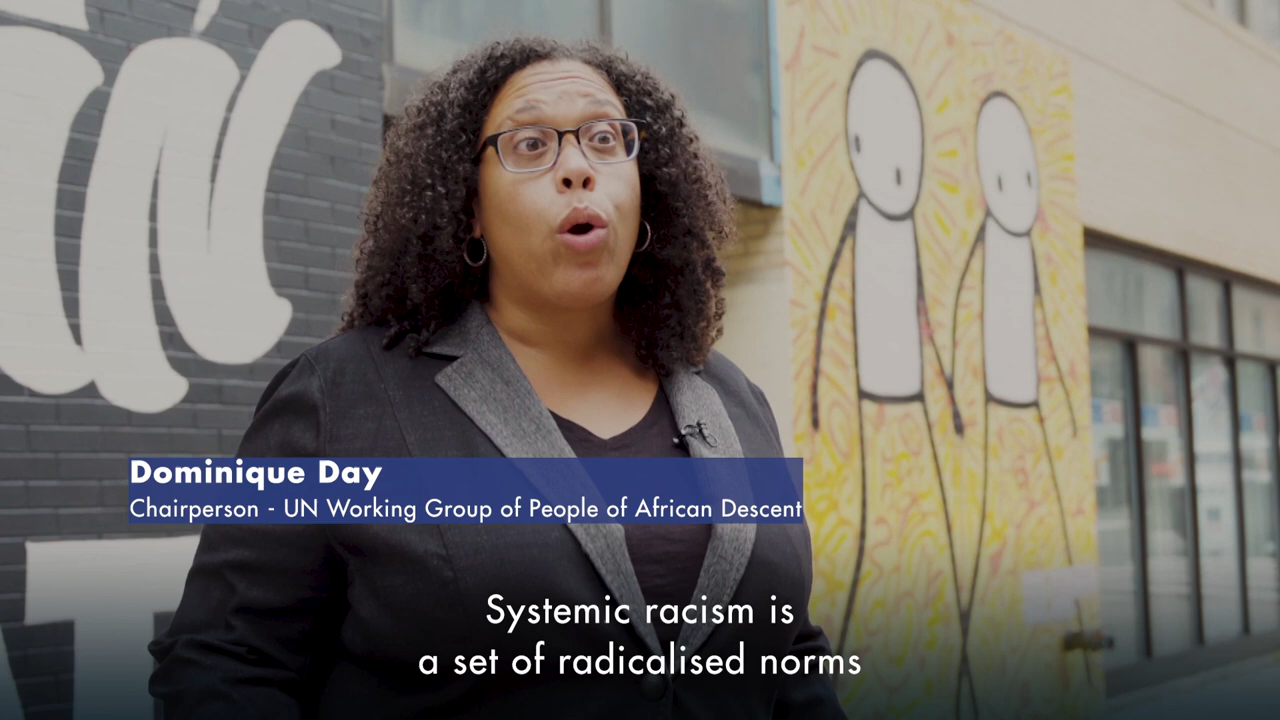 Dominique Day
Chairperson - UN Working Group of People of African Descent
Systemic racism is
a set of radicalised norms